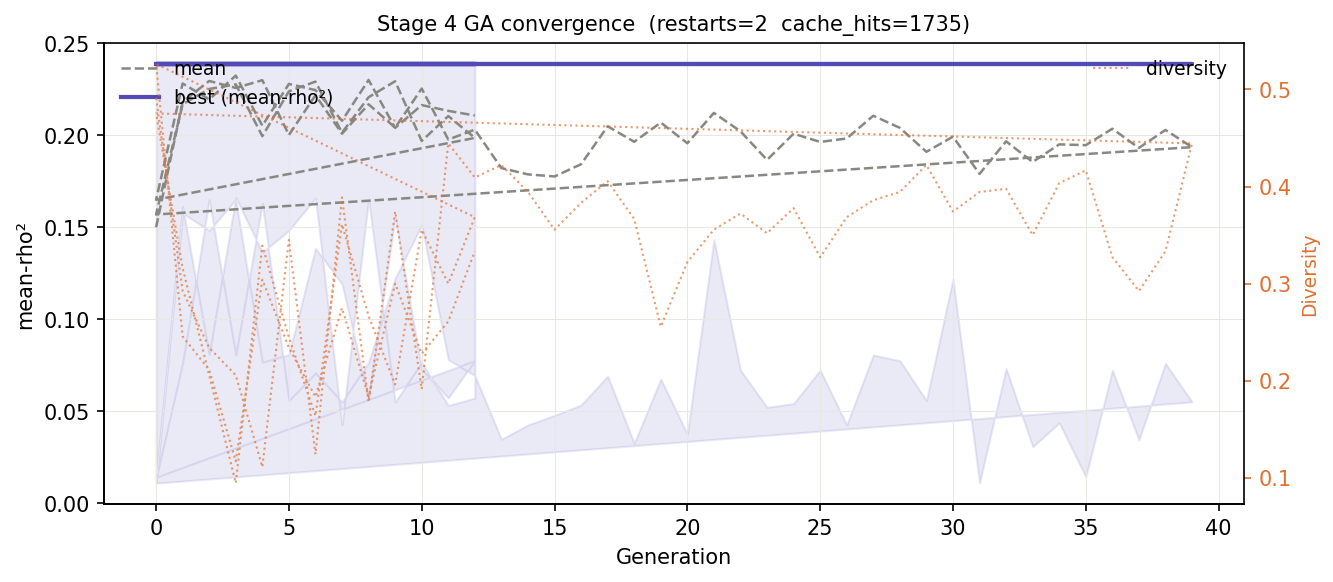 Stage 4 GA convergence  (restarts=2  cache_hits=1735)
mean
best (mean-rho²)
diversity
mean-rho²
0.25
0.20
0.15
0.10
0.05
0.00
0.5
0.4
0.3
0.2
0.1
Diversity
0 5 10 15 20 25 30 35 40
Generation